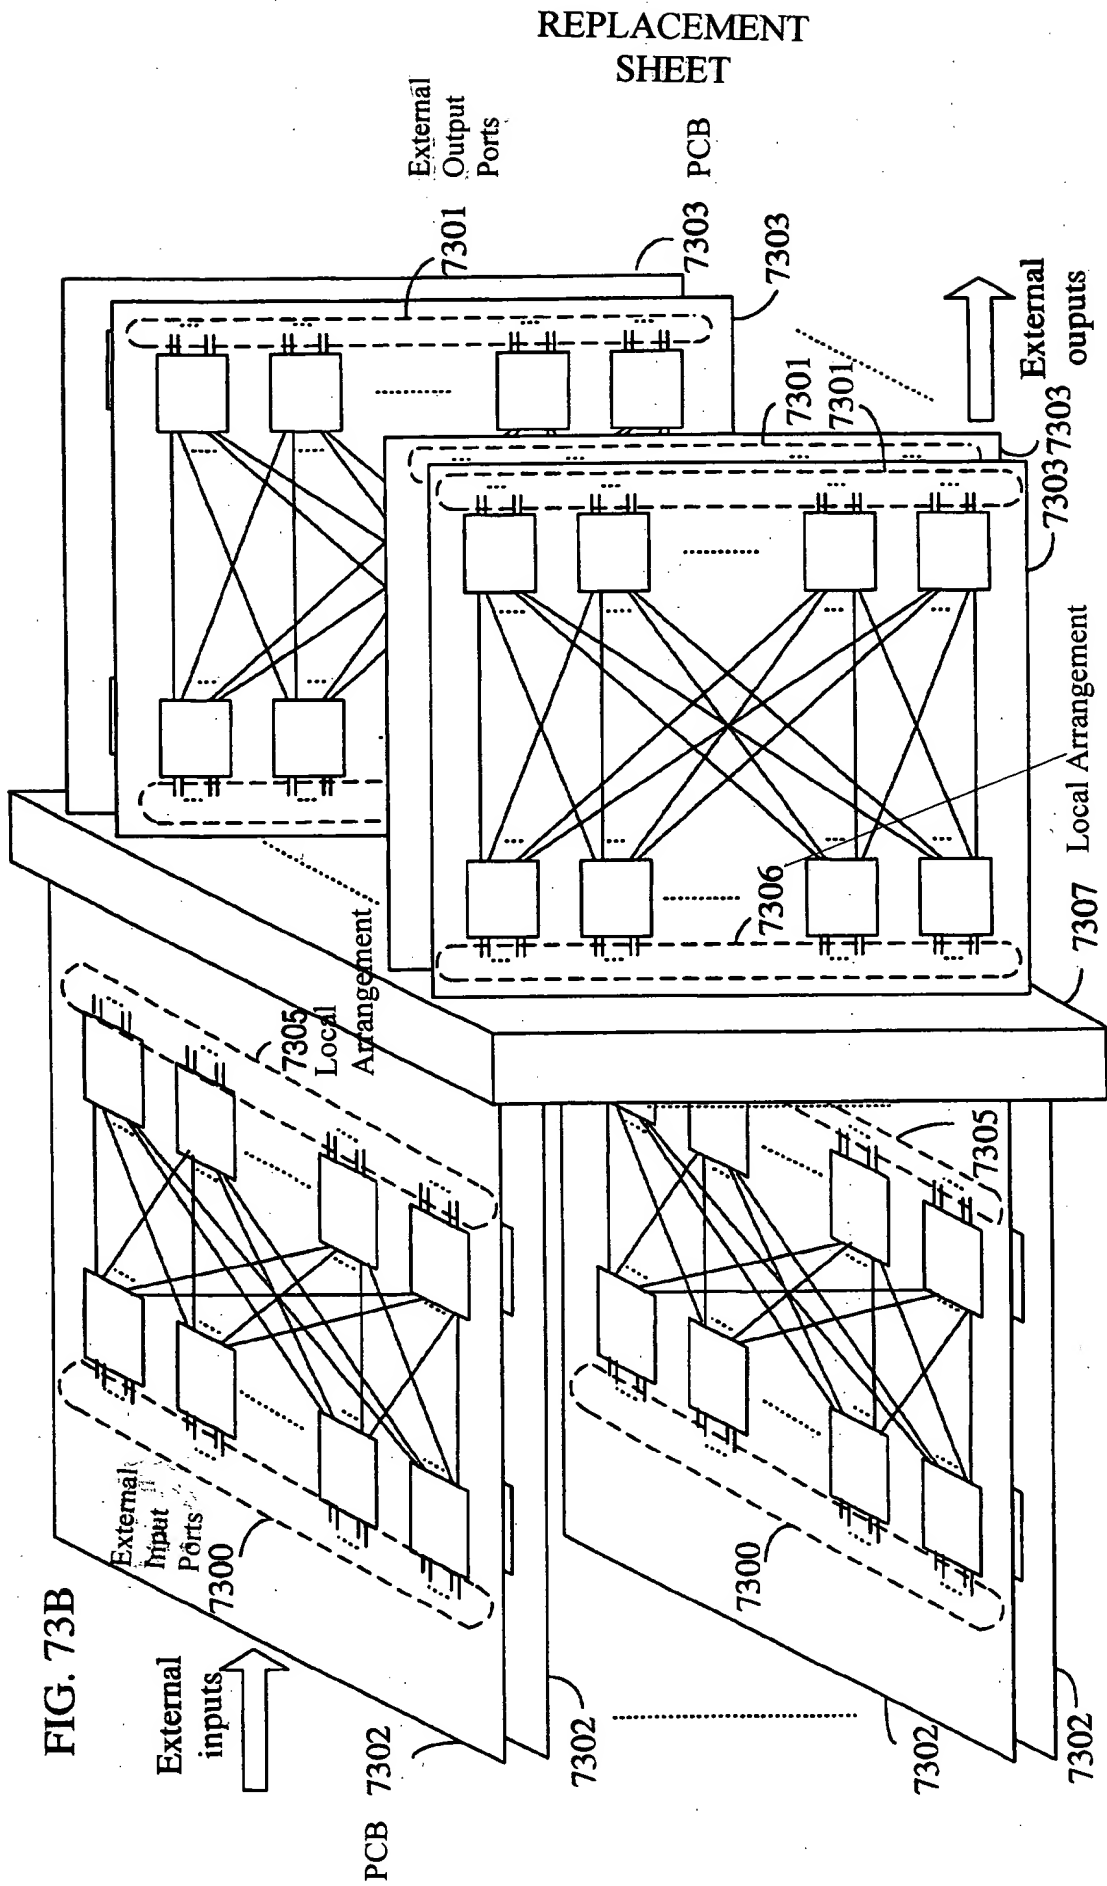 REPLACEMENT
SHEET
FIG. 73B
External
inputs
PCB
7302
7302
7302
7302
External
Input
Ports
7300
7300
7305
Local
Arrangement
7305
External
Output
Ports
7301
7303
PCB
7303
7301
7301
External
ouputs
7303
7303
7306
Local Arrangement
7307